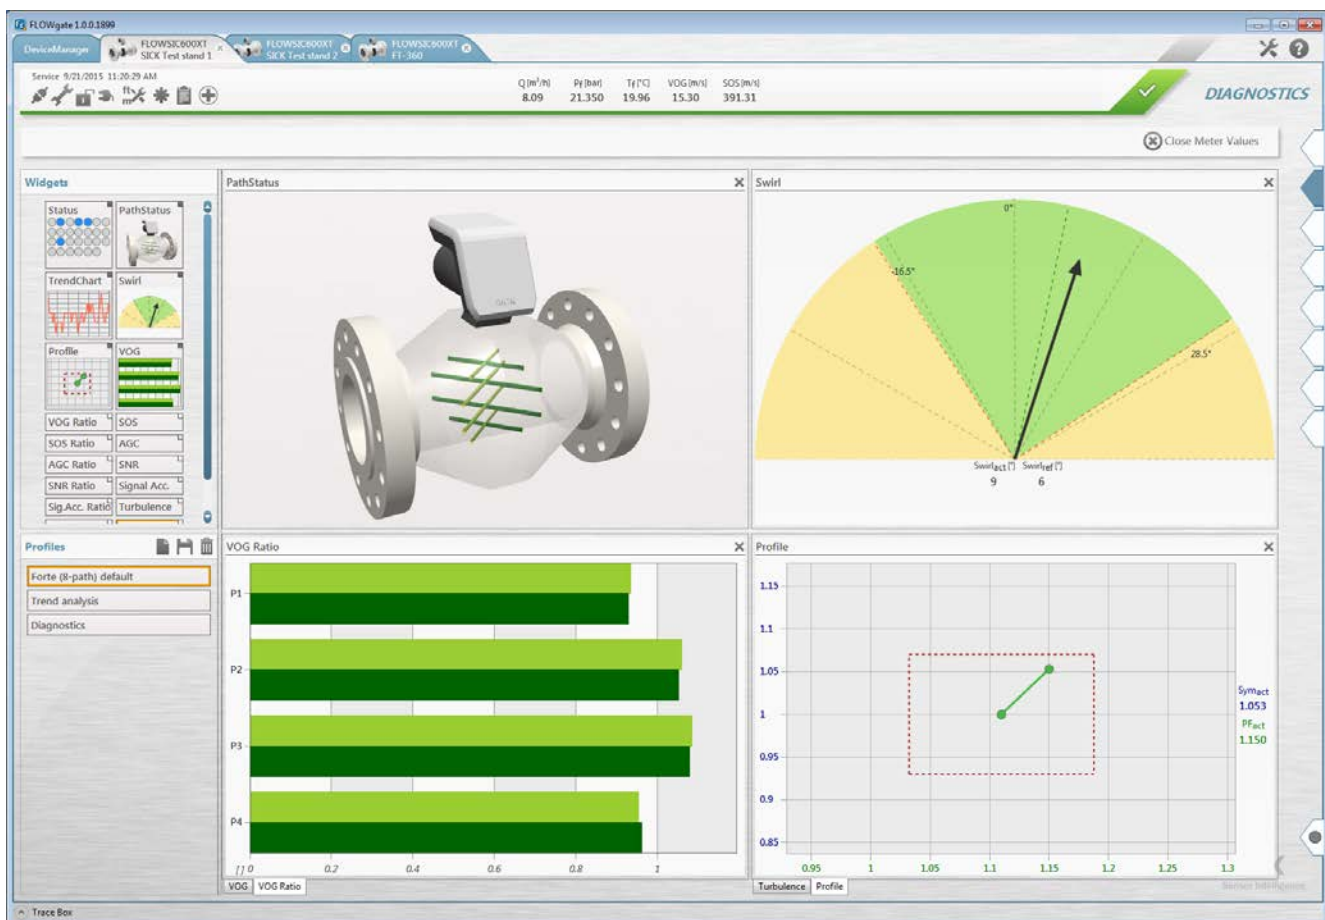 FLOWgate 1.0.0.1899
DeviceManager
FLOWSIC600XT
SICK Test stand 1
FLOWSIC600XT
SICK Test stand 2
FLOWSIC600XT
FT-360
Service 9/21/2015 11:20:29 AM
Q [m³/h] Pf [bar] Tf [°C] VOG [m/s] SOS [m/s]
8.09 21.350 19.96 15.30 391.31
DIAGNOSTICS
Close Meter Values
Widgets
Status PathStatus
TrendChart Swirl
Profile VOG
VOG Ratio SOS
SOS Ratio AGC
AGC Ratio SNR
SNR Ratio Signal Acc.
Sig.Acc. Ratio Turbulence
Profiles
Forte (8-path) default
Trend analysis
Diagnostics
PathStatus
Swirl
0°
-16.5°
28.5°
Swirlact [°] Swirlref [°]
9 6
VOG Ratio
P1
P2
P3
P4
[ ] 0 0.2 0.4 0.6 0.8 1
VOG VOG Ratio
Profile
1.15
1.1
1.05
1
0.95
0.9
0.85
0.95 1 1.05 1.1 1.15 1.2 1.25 1.3
Symact
1.053
PFact
1.150
Turbulence Profile
Sensor Intelligence
Trace Box